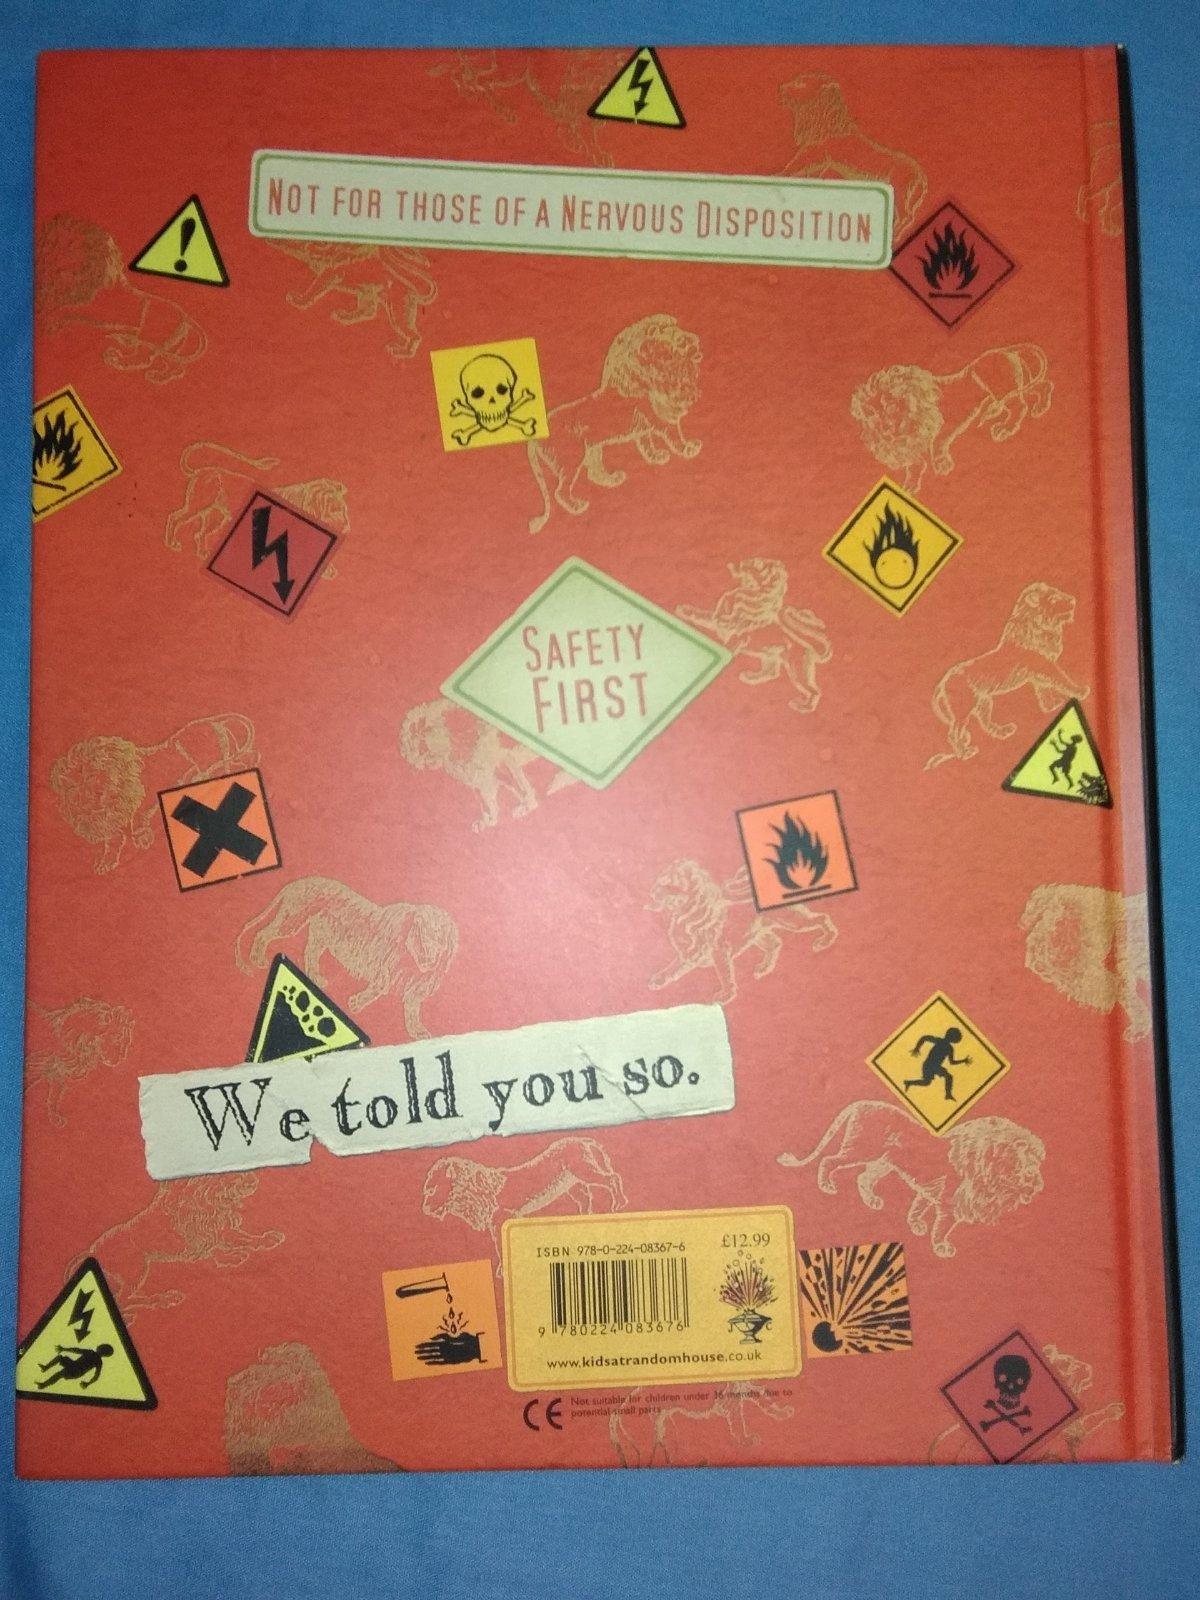 NOT FOR THOSE OF A NERVOUS DISPOSITION
SAFETY
FIRST
We told you so.
ISBN 978-0-224-08367-6
£12.99
9 780224 083676
www.kidsatrandomhouse.co.uk
CE
Not suitable for children under 36 months due to
potential small parts